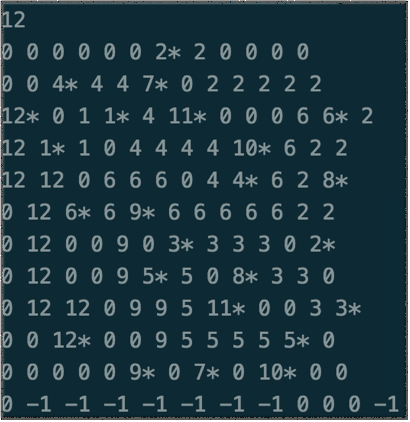 12
0 0 0 0 0 0 2* 2 0 0 0 0
0 0 4* 4 4 7* 0 2 2 2 2 2
12* 0 1 1* 4 11* 0 0 0 6 6* 2
12 1* 1 0 4 4 4 4 10* 6 2 2
12 12 0 6 6 6 0 4 4* 6 2 8*
0 12 6* 6 9* 6 6 6 6 6 2 2
0 12 0 0 9 0 3* 3 3 3 0 2*
0 12 0 0 9 5* 5 0 8* 3 3 0
0 12 12 0 9 9 5 11* 0 0 3 3*
0 0 12* 0 0 9 5 5 5 5 5* 0
0 0 0 0 0 9* 0 7* 0 10* 0 0
0 -1 -1 -1 -1 -1 -1 -1 0 0 0 -1